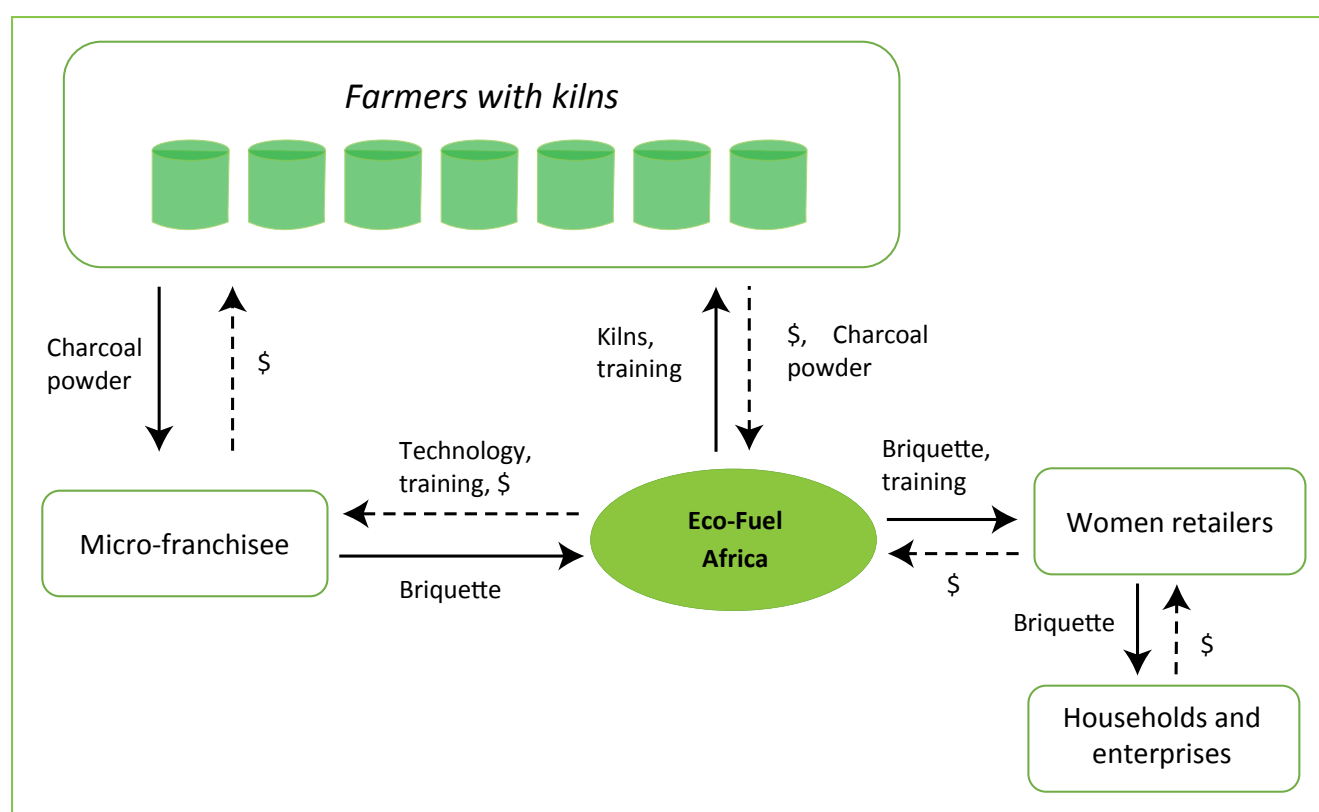 Farmers with kilns
Charcoal
powder
$
Kilns,
training
$, Charcoal
powder
Technology,
training, $
Briquette,
training
Micro-franchisee
Eco-Fuel
Africa
Women retailers
Briquette
$
Briquette
$
Households and
enterprises